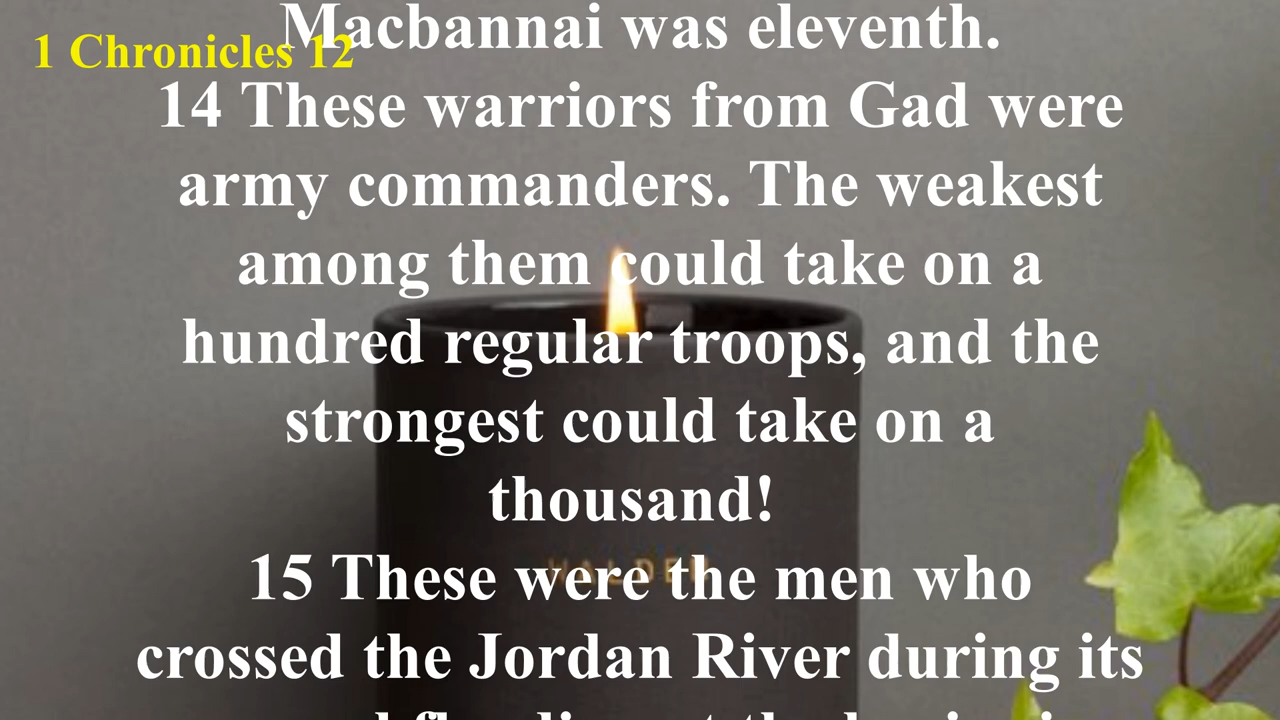 Macbannai was eleventh.
1 Chronicles 12
14 These warriors from Gad were
army commanders. The weakest
among them could take on a
hundred regular troops, and the
strongest could take on a
thousand!
15 These were the men who
crossed the Jordan River during its